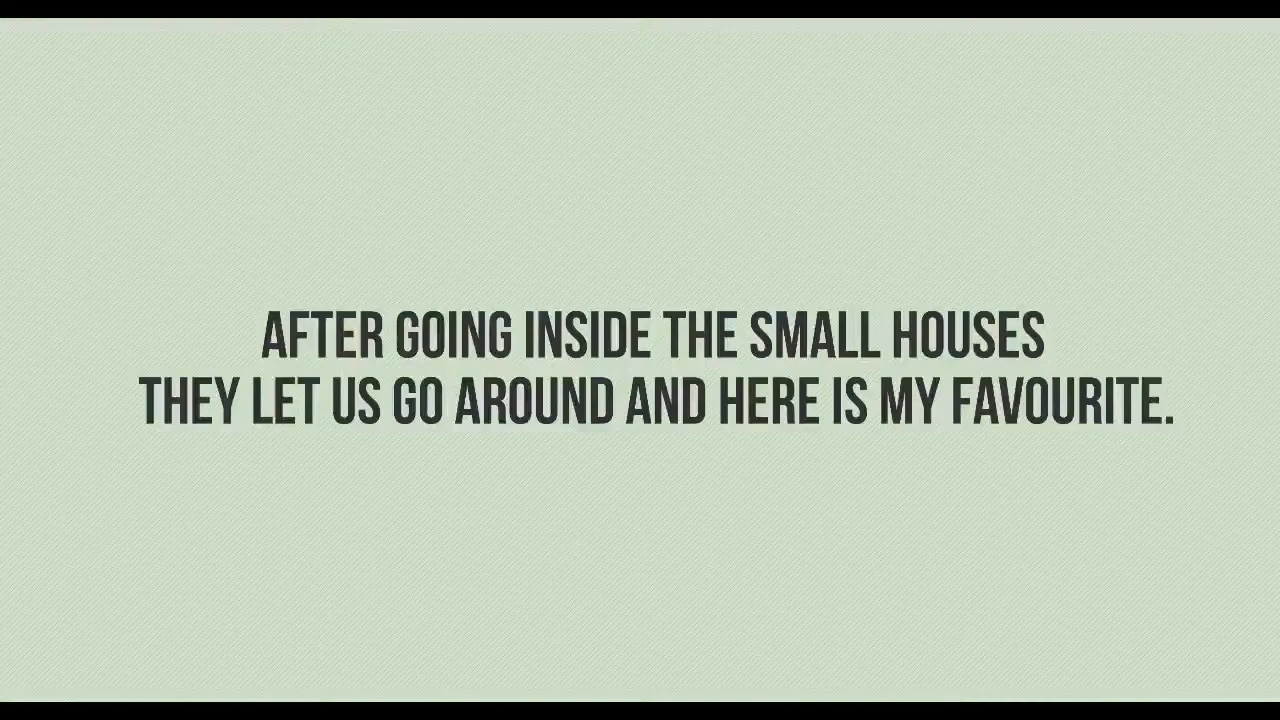 AFTER GOING INSIDE THE SMALL HOUSES
THEY LET US GO AROUND AND HERE IS MY FAVOURITE.